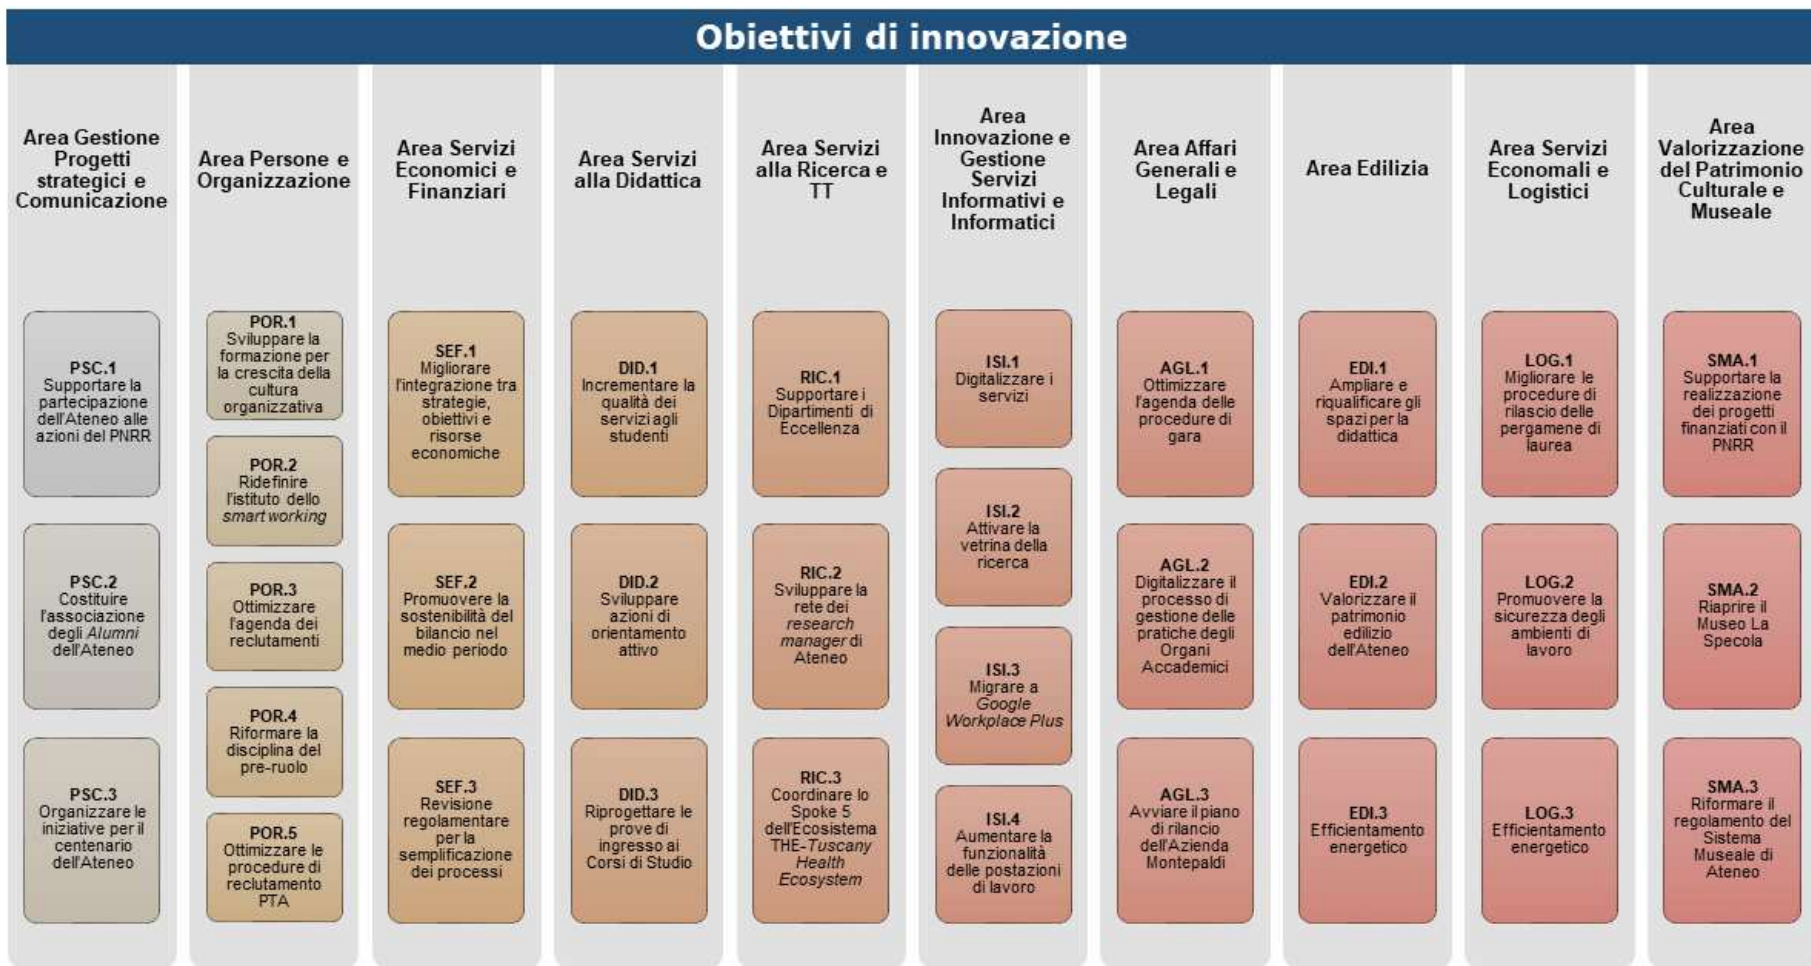 Obiettivi di innovazione
Area Gestione
Progetti
strategici e
Comunicazione
PSC.1
Supportare la
partecipazione
dell'Ateneo alle
azioni del PNRR
PSC.2
Costituire
l'associazione
degli Alumni
dell'Ateneo
PSC.3
Organizzare le
iniziative per il
centenario
dell'Ateneo
Area Persone e
Organizzazione
POR.1
Sviluppare la
formazione per
la crescita della
cultura
organizzativa
POR.2
Ridefinire
l'istituto dello
smart working
POR.3
Ottimizzare
l'agenda dei
reclutamenti
POR.4
Riformare la
disciplina del
pre-ruolo
POR.5
Ottimizzare le
procedure di
reclutamento
PTA
Area Servizi
Economici e
Finanziari
SEF.1
Migliorare
l'integrazione tra
strategie,
obiettivi e
risorse
economiche
SEF.2
Promuovere la
sostenibilità del
bilancio nel
medio periodo
SEF.3
Revisione
regolamentare
per la
semplificazione
dei processi
Area Servizi
alla Didattica
DID.1
Incrementare la
qualità dei
servizi agli
studenti
DID.2
Sviluppare
azioni di
orientamento
attivo
DID.3
Riprogettare le
prove di
ingresso ai
Corsi di Studio
Area Servizi
alla Ricerca e
TT
RIC.1
Supportare i
Dipartimenti di
Eccellenza
RIC.2
Sviluppare la
rete dei
research
manager di
Ateneo
RIC.3
Coordinare lo
Spoke 5
dell'Ecosistema
THE-Tuscany
Health
Ecosystem
Area
Innovazione e
Gestione
Servizi
Informativi e
Informatici
ISI.1
Digitalizzare i
servizi
ISI.2
Attivare la
vetrina della
ricerca
ISI.3
Migrare a
Google
Workplace Plus
ISI.4
Aumentare la
funzionalità
delle postazioni
di lavoro
Area Affari
Generali e
Legali
AGL.1
Ottimizzare
l'agenda delle
procedure di
gara
AGL.2
Digitalizzare il
processo di
gestione delle
pratiche degli
Organi
Accademici
AGL.3
Avviare il piano
di rilancio
dell'Azienda
Montepaldi
Area Edilizia
EDI.1
Ampliare e
riqualificare gli
spazi per la
didattica
EDI.2
Valorizzare il
patrimonio
edilizio
dell'Ateneo
EDI.3
Efficientamento
energetico
Area Servizi
Economali e
Logistici
LOG.1
Migliorare le
procedure di
rilascio delle
pergamene di
laurea
LOG.2
Promuovere la
sicurezza degli
ambienti di
lavoro
LOG.3
Efficientamento
energetico
Area
Valorizzazione
del Patrimonio
Culturale e
Museale
SMA.1
Supportare la
realizzazione
dei progetti
finanziati con il
PNRR
SMA.2
Riaprire il
Museo La
Specola
SMA.3
Riformare il
regolamento del
Sistema
Museale di
Ateneo